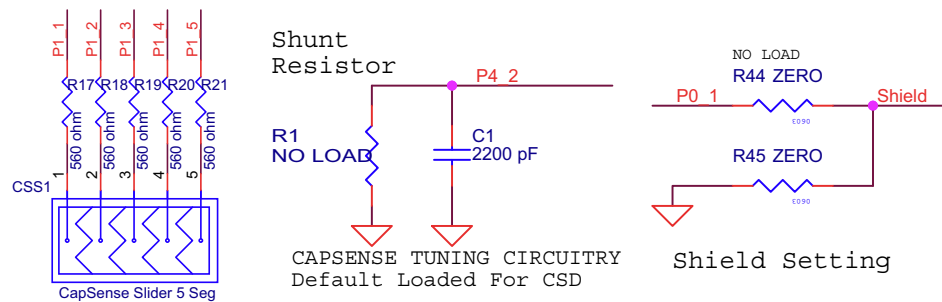 P1_1
P1_2
P1_3
P1_4
P1_5
R17
R18
R19
R20
R21
560 ohm
560 ohm
560 ohm
560 ohm
560 ohm
CSS1
1
2
3
4
5
CapSense Slider 5 Seg
Shunt
Resistor
P4_2
R1
NO LOAD
C1
2200 pF
CAPSENSE TUNING CIRCUITRY
Default Loaded For CSD
NO LOAD
R44 ZERO
P0_1
Shield
0603
R45 ZERO
0603
Shield Setting